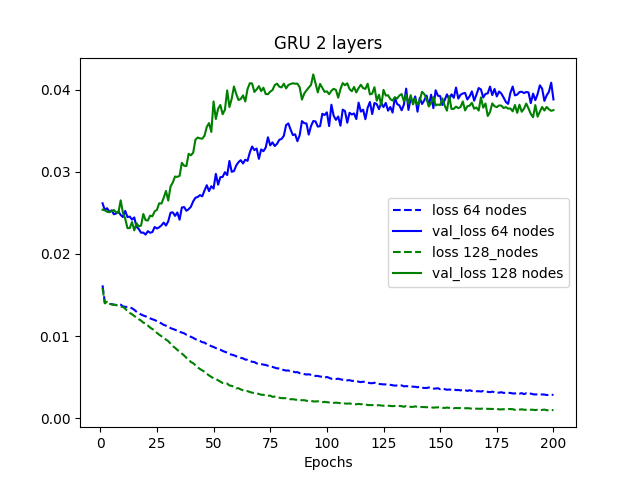 GRU 2 layers
0.04
0.03
0.02
0.01
0.00
loss 64 nodes
val_loss 64 nodes
loss 128_nodes
val_loss 128 nodes
0 25 50 75 100 125 150 175 200
Epochs